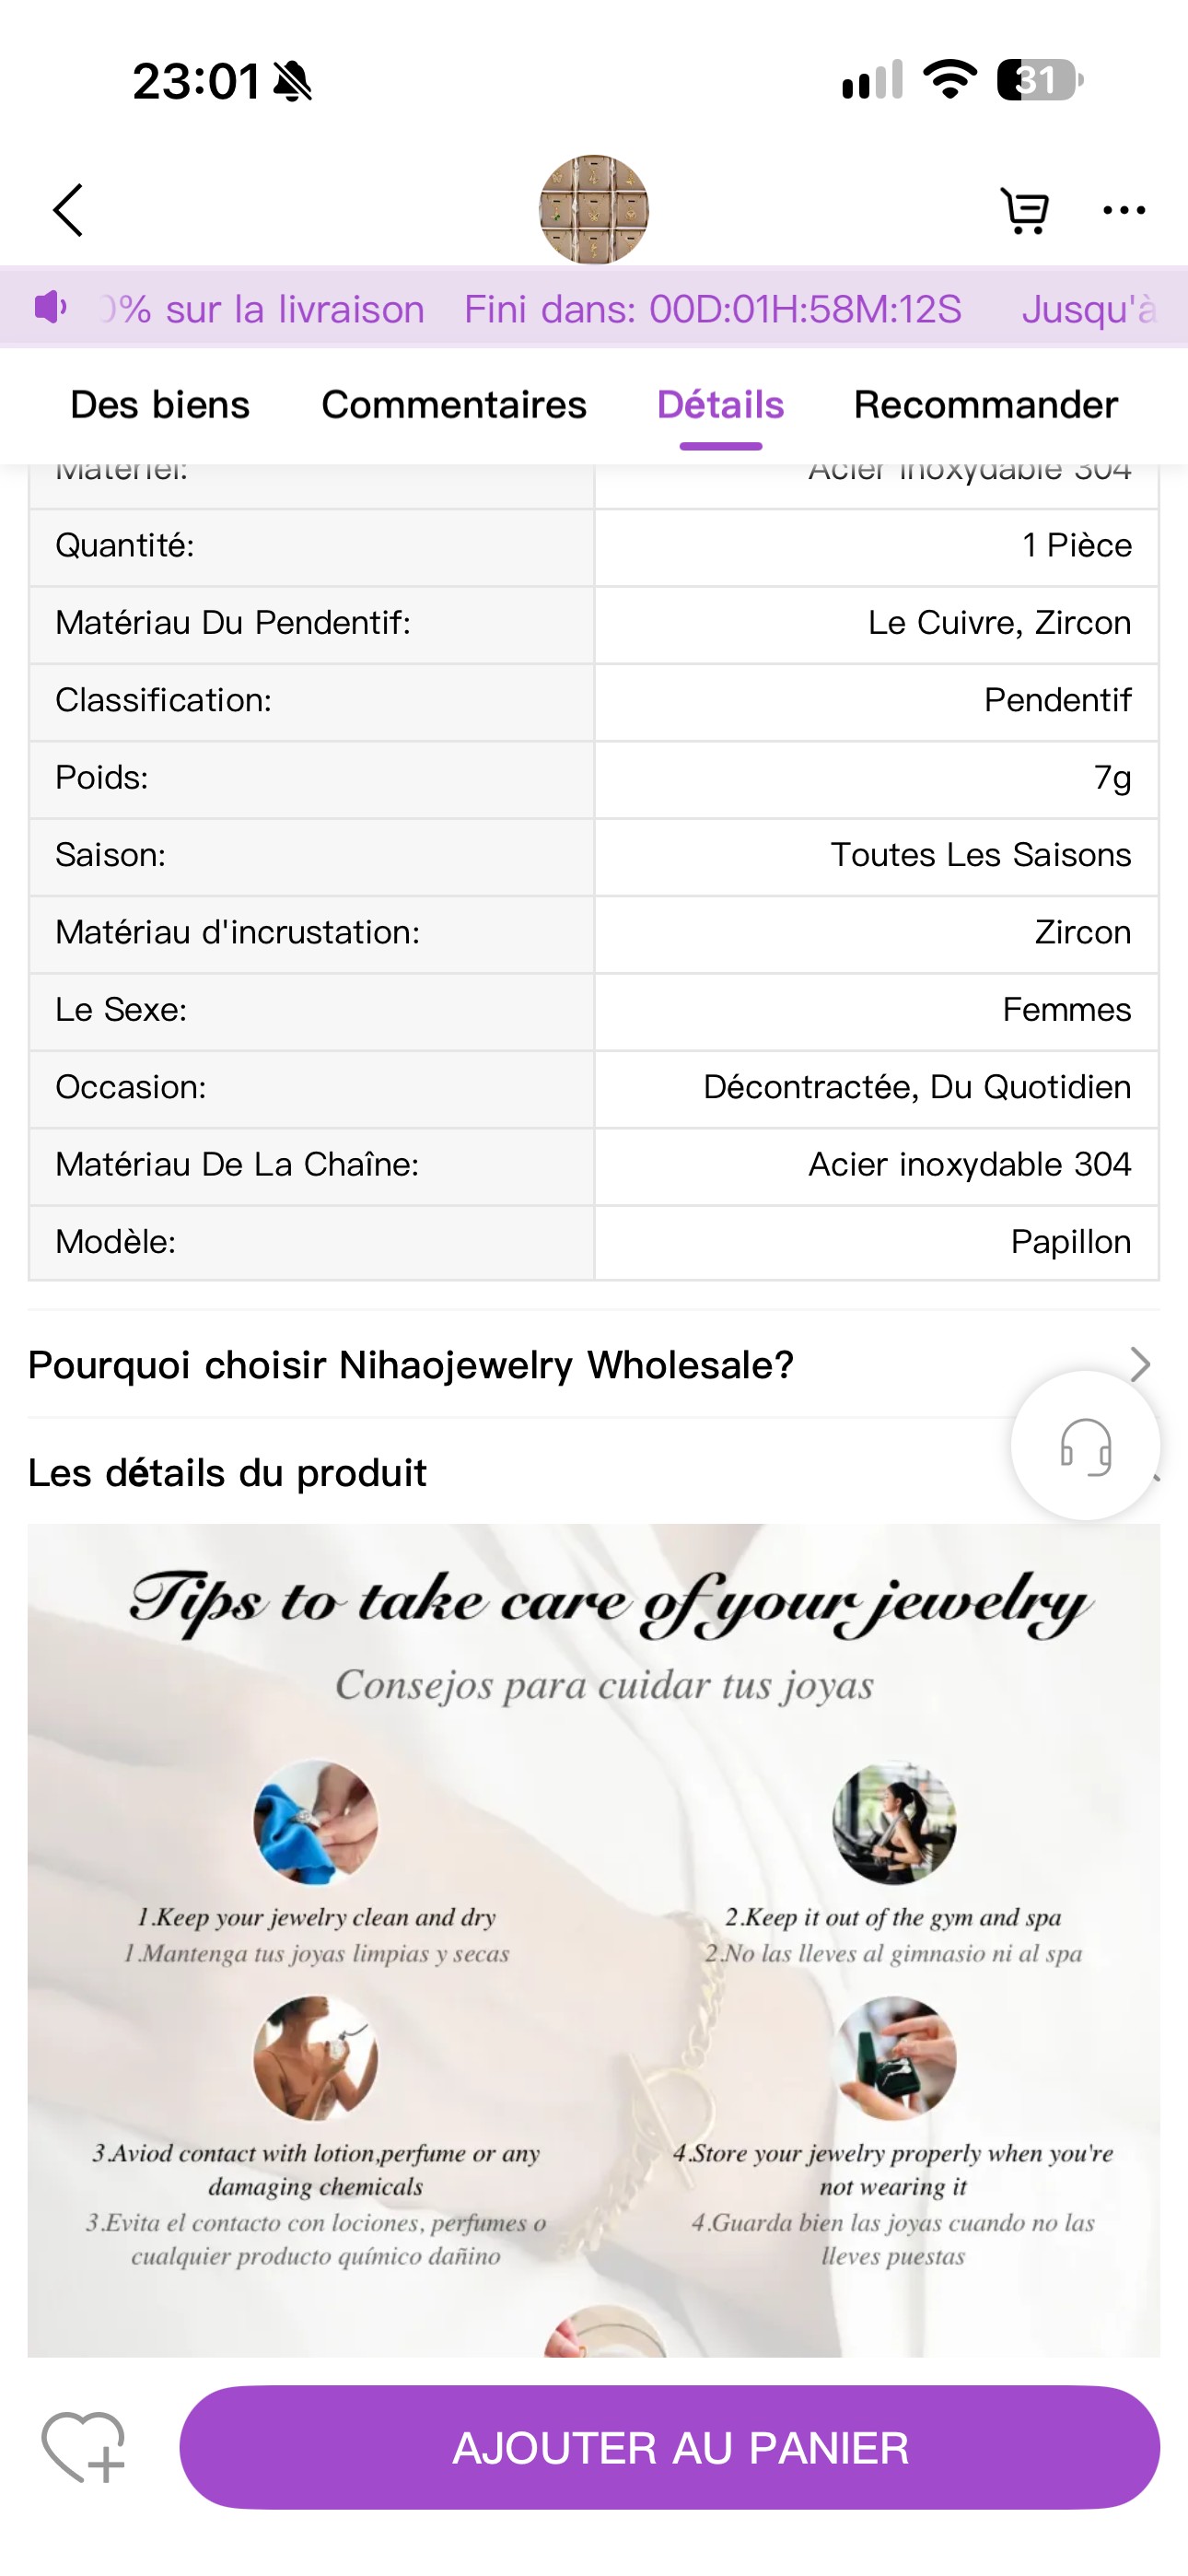 23:01
31
0% sur la livraison Fini dans: 00D:01H:58M:12S Jusqu'à
Des biens Commentaires Détails Recommander
Matériel: Acier inoxydable 304
Quantité: 1 Pièce
Matériau Du Pendentif: Le Cuivre, Zircon
Classification: Pendentif
Poids: 7g
Saison: Toutes Les Saisons
Matériau d'incrustation: Zircon
Le Sexe: Femmes
Occasion: Décontractée, Du Quotidien
Matériau De La Chaîne: Acier inoxydable 304
Modèle: Papillon
Pourquoi choisir Nihaojewelry Wholesale?
Les détails du produit
Tips to take care of your jewelry
Consejos para cuidar tus joyas
1.Keep your jewelry clean and dry
1.Mantenga tus joyas limpias y secas
2.Keep it out of the gym and spa
2.No las lleves al gimnasio ni al spa
3.Aviod contact with lotion,perfume or any
damaging chemicals
3.Evita el contacto con lociones, perfumes o
cualquier producto químico dañino
4.Store your jewelry properly when you're
not wearing it
4.Guarda bien las joyas cuando no las
lleves puestas
AJOUTER AU PANIER